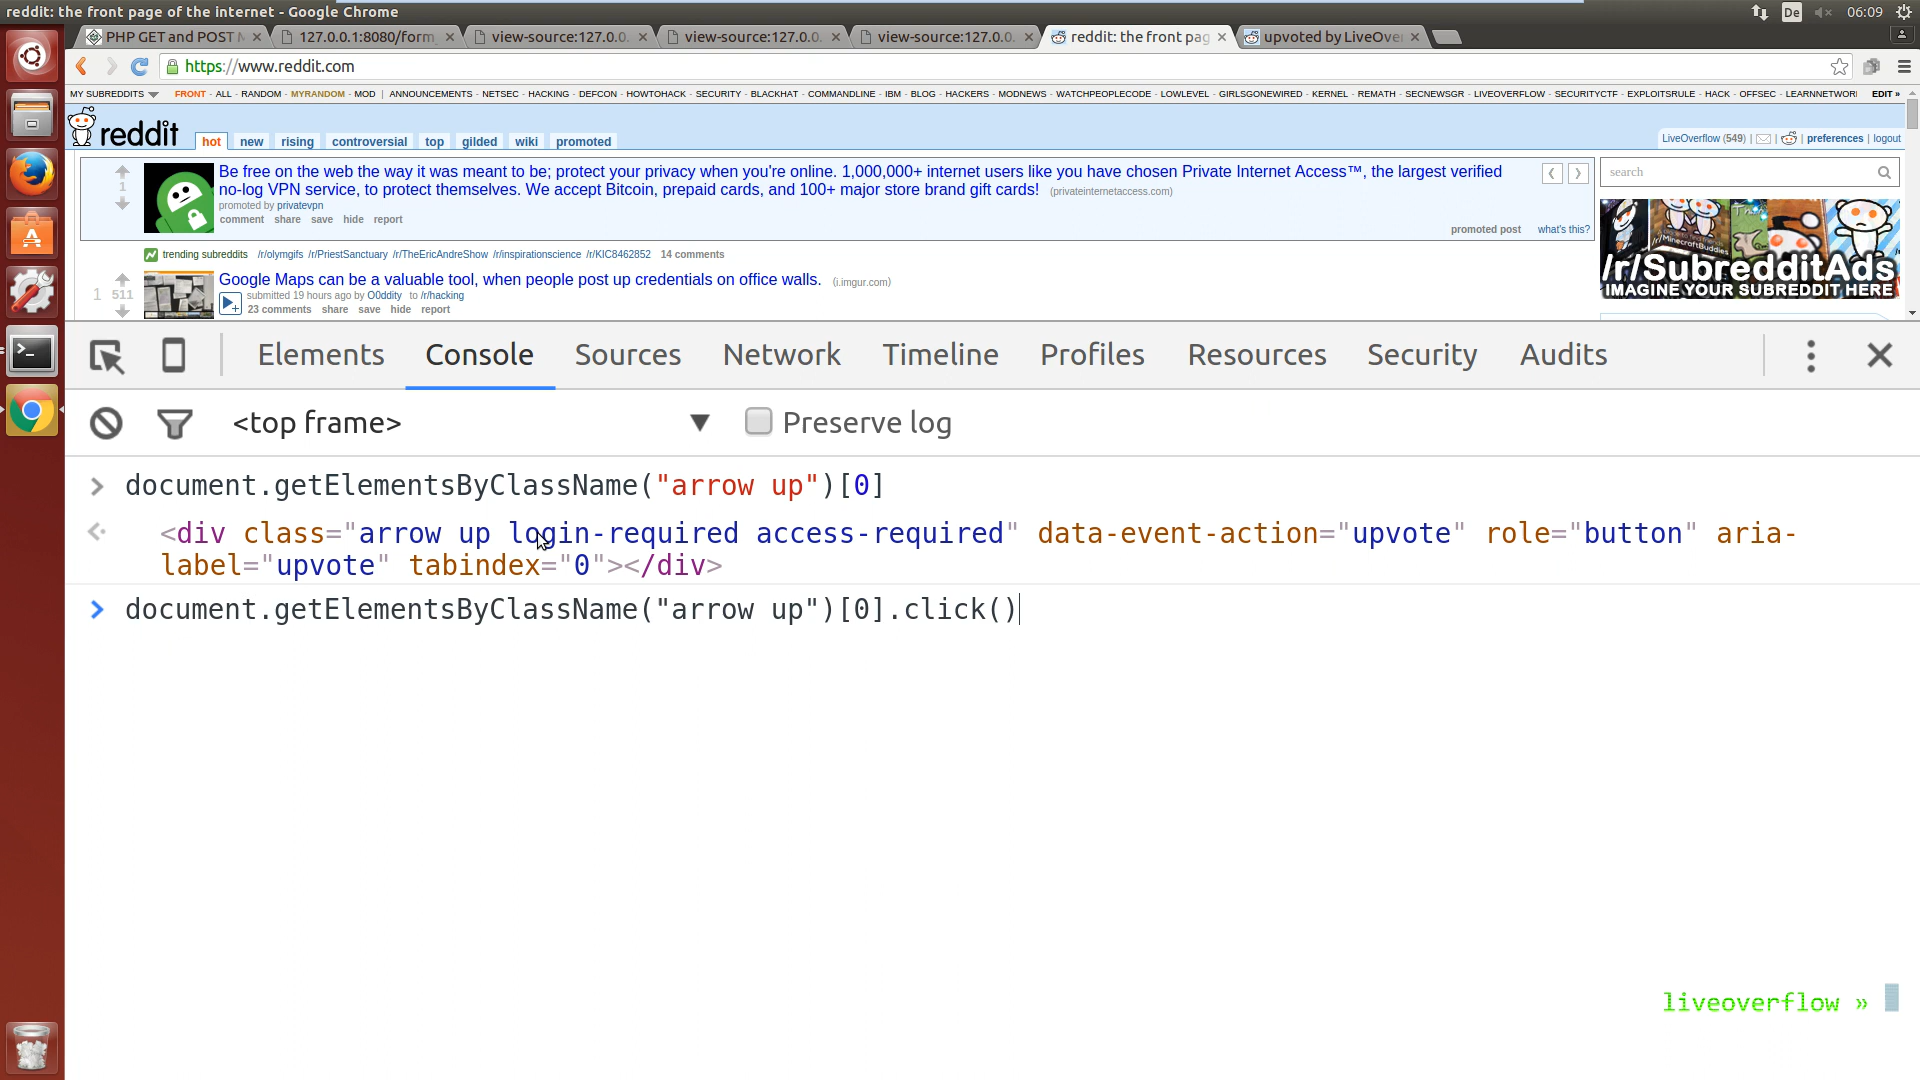 reddit: the front page of the internet - Google Chrome
De 06:09
PHP GET and POST
127.0.0.1:8080/form
view-source:127.0.0.
view-source:127.0.0.
view-source:127.0.0.
reddit: the front pag
upvoted by LiveOve
https://www.reddit.com
MY SUBREDDITS FRONT - ALL - RANDOM - MYRANDOM - MOD | ANNOUNCEMENTS - NETSEC - HACKING - DEFCON - HOWTOHACK - SECURITY - BLACKHAT - COMMANDLINE - IBM - BLOG - HACKERS - MODNEWS - WATCHPEOPLECODE - LOWLEVEL - GIRLSGONEWIRED - KERNEL - REMATH - SECNEWSGR - LIVEOVERFLOW - SECURITYCTF - EXPLOITSRULE - HACK - OFFSEC - LEARNNETWOR EDIT »
reddit hot new rising controversial top gilded wiki promoted
LiveOverflow (549) | | | preferences | logout
Be free on the web the way it was meant to be; protect your privacy when you're online. 1,000,000+ internet users like you have chosen Private Internet Access™, the largest verified
1
no-log VPN service, to protect themselves. We accept Bitcoin, prepaid cards, and 100+ major store brand gift cards! (privateinternetaccess.com)
promoted by privatevpn
comment share save hide report
promoted post what's this?
search
/r/MinecraftBuddies
/r/SubredditAds
IMAGINE YOUR SUBREDDIT HERE
trending subreddits /r/olymgifs /r/PriestSanctuary /r/TheEricAndreShow /r/inspirationscience /r/KIC8462852 14 comments
Google Maps can be a valuable tool, when people post up credentials on office walls. (i.imgur.com)
1 511
submitted 19 hours ago by O0ddity to /r/hacking
23 comments share save hide report
Elements Console Sources Network Timeline Profiles Resources Security Audits
<top frame> Preserve log
document.getElementsByClassName("arrow up")[0]
<div class="arrow up login-required access-required" data-event-action="upvote" role="button" aria-
label="upvote" tabindex="0"></div>
document.getElementsByClassName("arrow up")[0].click()
liveoverflow »